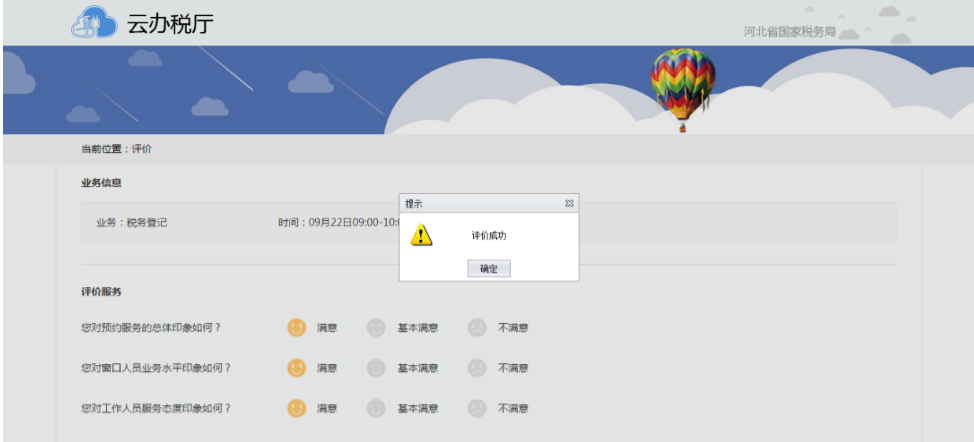 云办税厅
河北省国家税务局
当前位置：评价
业务信息
提示
业务：税务登记 时间：09月22日09:00-10:
评价成功
确定
评价服务
您对预约服务的总体印象如何？ 满意 基本满意 不满意
您对窗口人员业务水平印象如何？ 满意 基本满意 不满意
您对工作人员服务态度印象如何？ 满意 基本满意 不满意